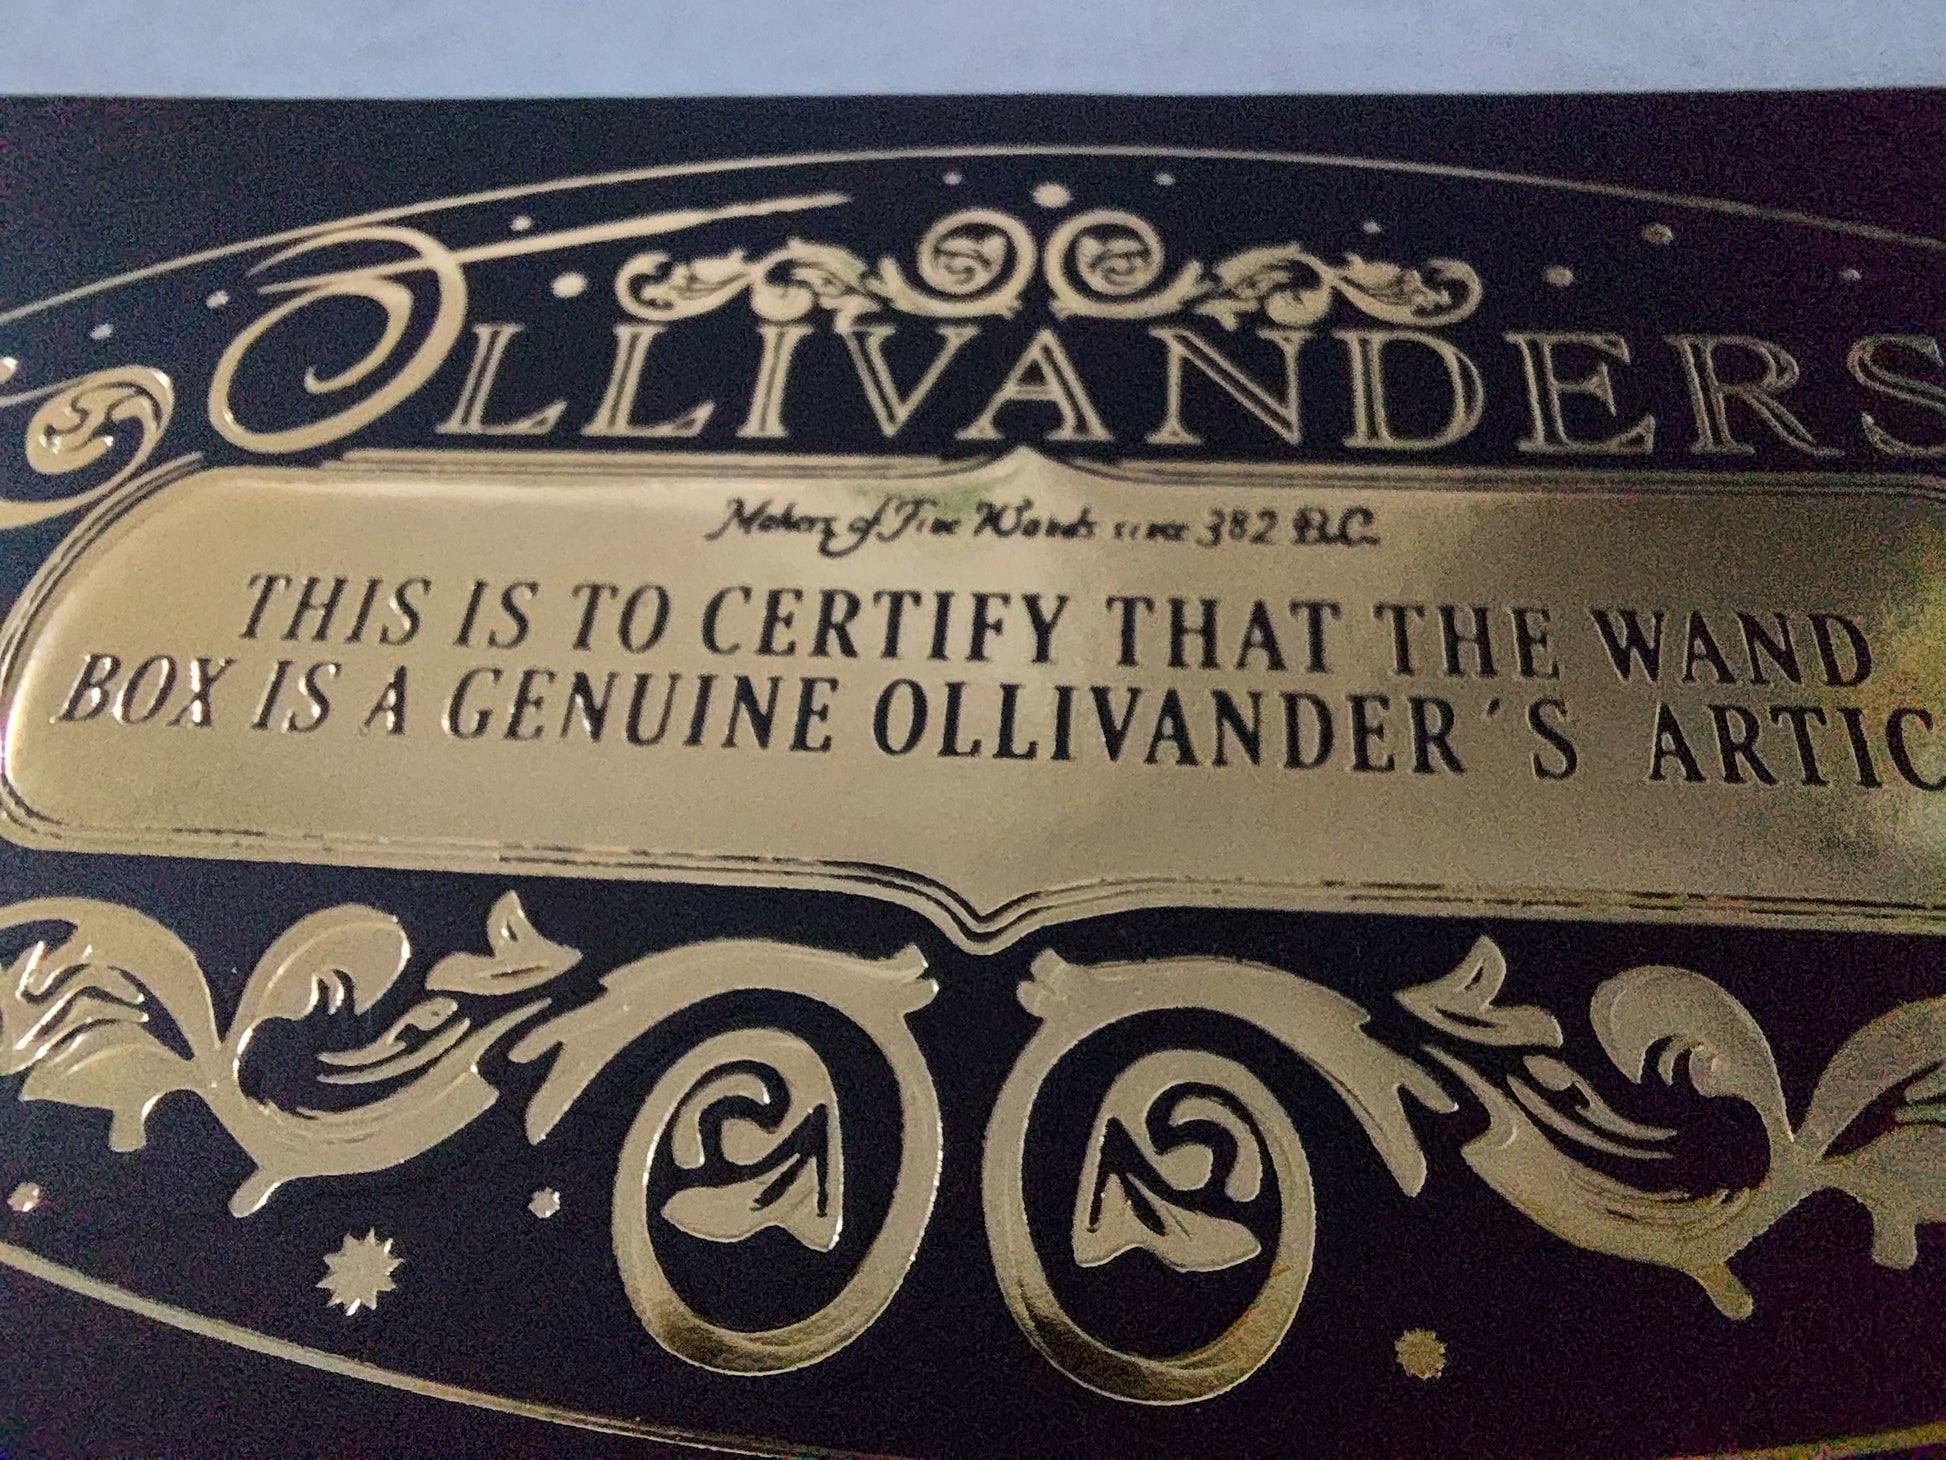 OLLIVANDERS
Makers of Fine Wands since 382 B.C.
THIS IS TO CERTIFY THAT THE WAND
BOX IS A GENUINE OLLIVANDER´S ARTIC